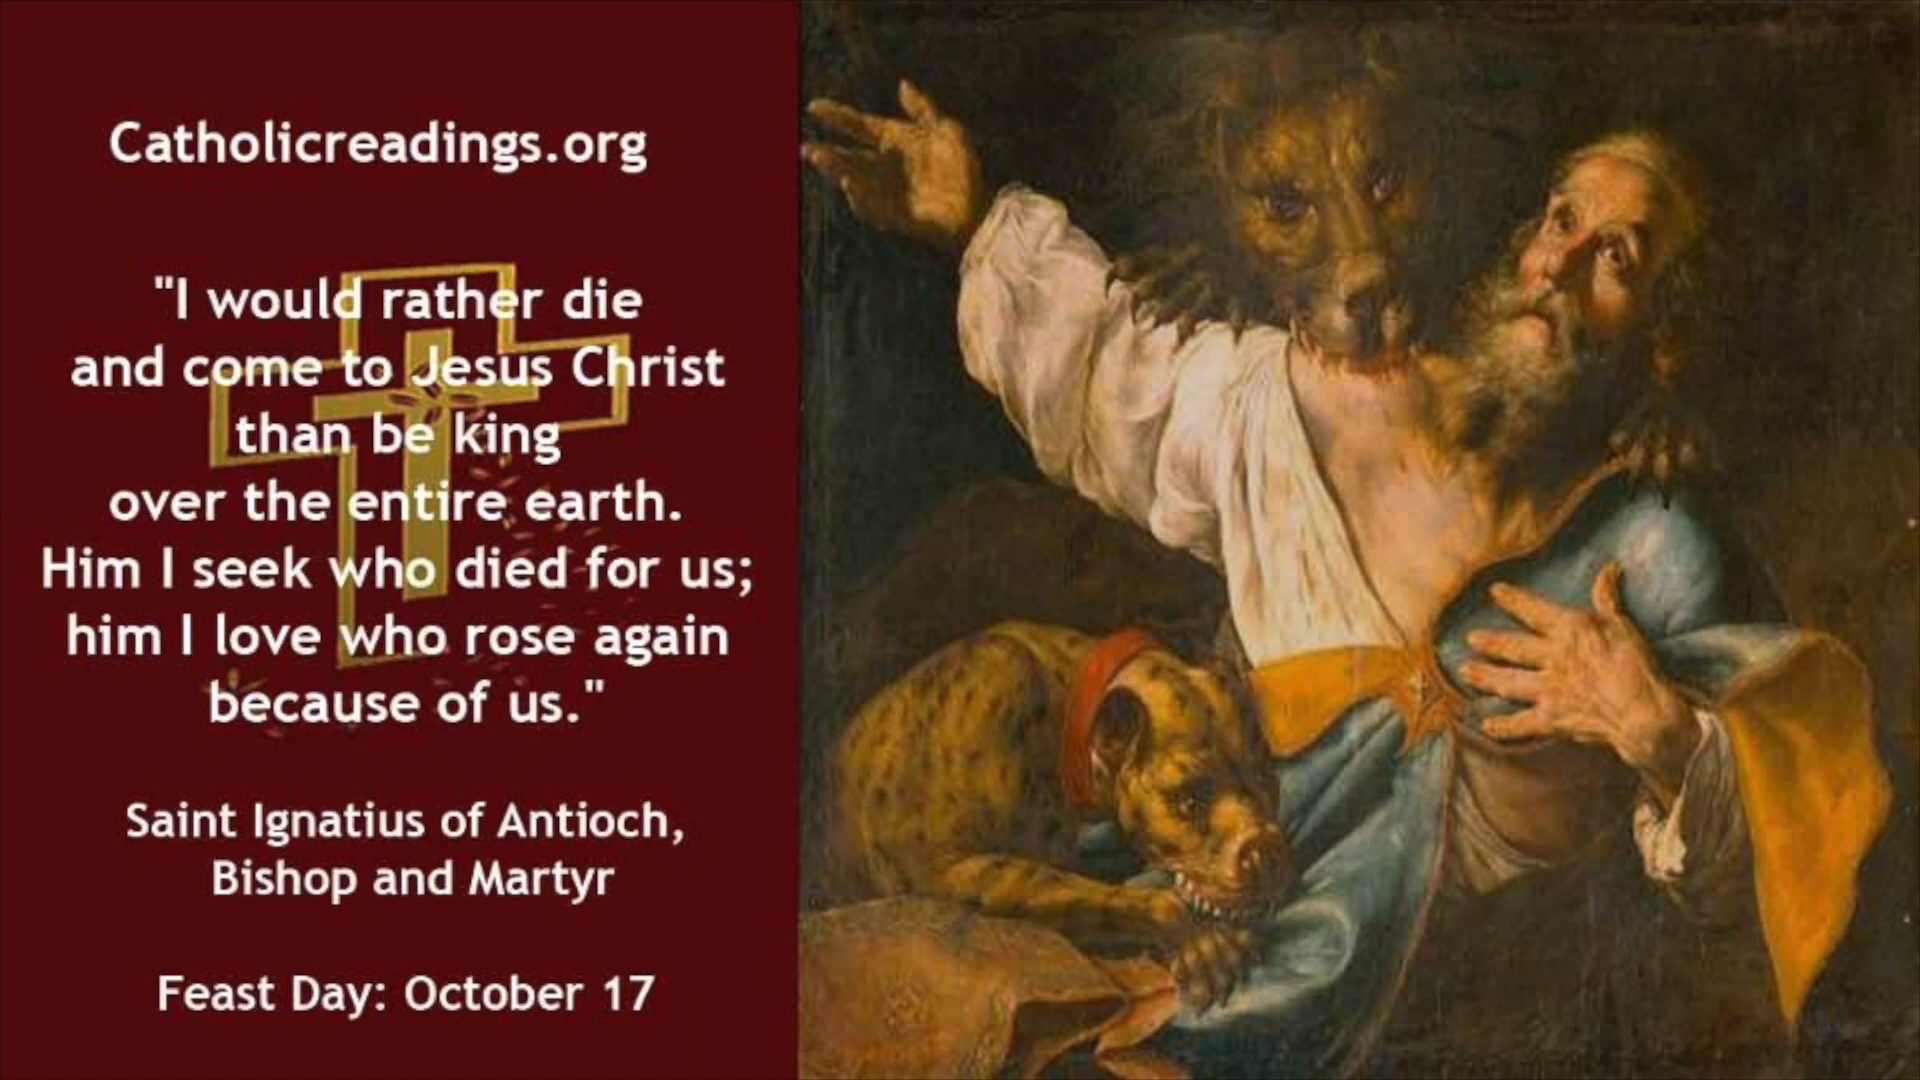 Catholicreadings.org
"I would rather die
and come to Jesus Christ
than be king
over the entire earth.
Him I seek who died for us;
him I love who rose again
because of us."
Saint Ignatius of Antioch,
Bishop and Martyr
Feast Day: October 17